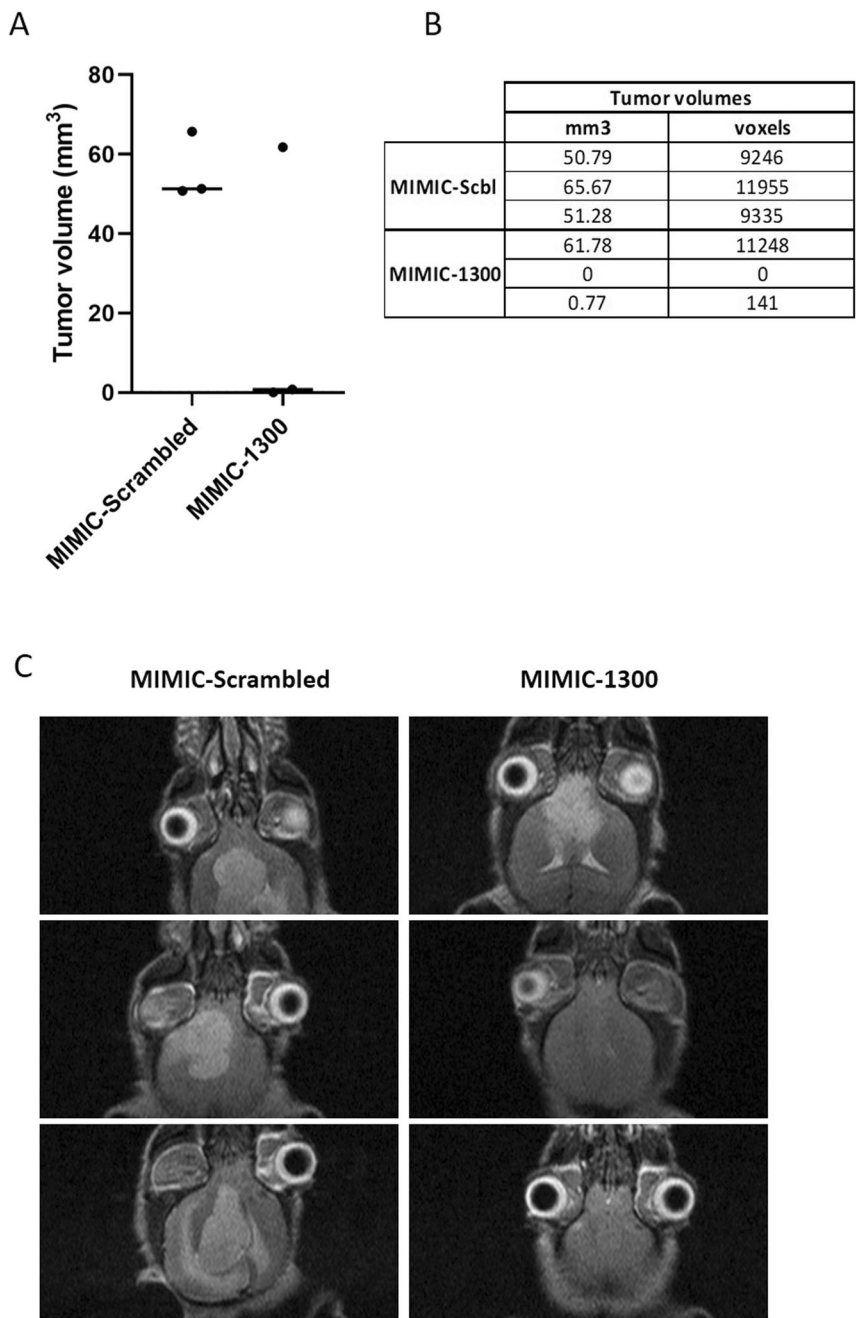 A
Tumor volume (mm3)
80
60
40
20
0
MIMIC-Scrambled
MIMIC-1300
B
Tumor volumes
mm3 voxels
MIMIC-Scbl
50.79 9246
65.67 11955
51.28 9335
MIMIC-1300
61.78 11248
0 0
0.77 141
C
MIMIC-Scrambled MIMIC-1300